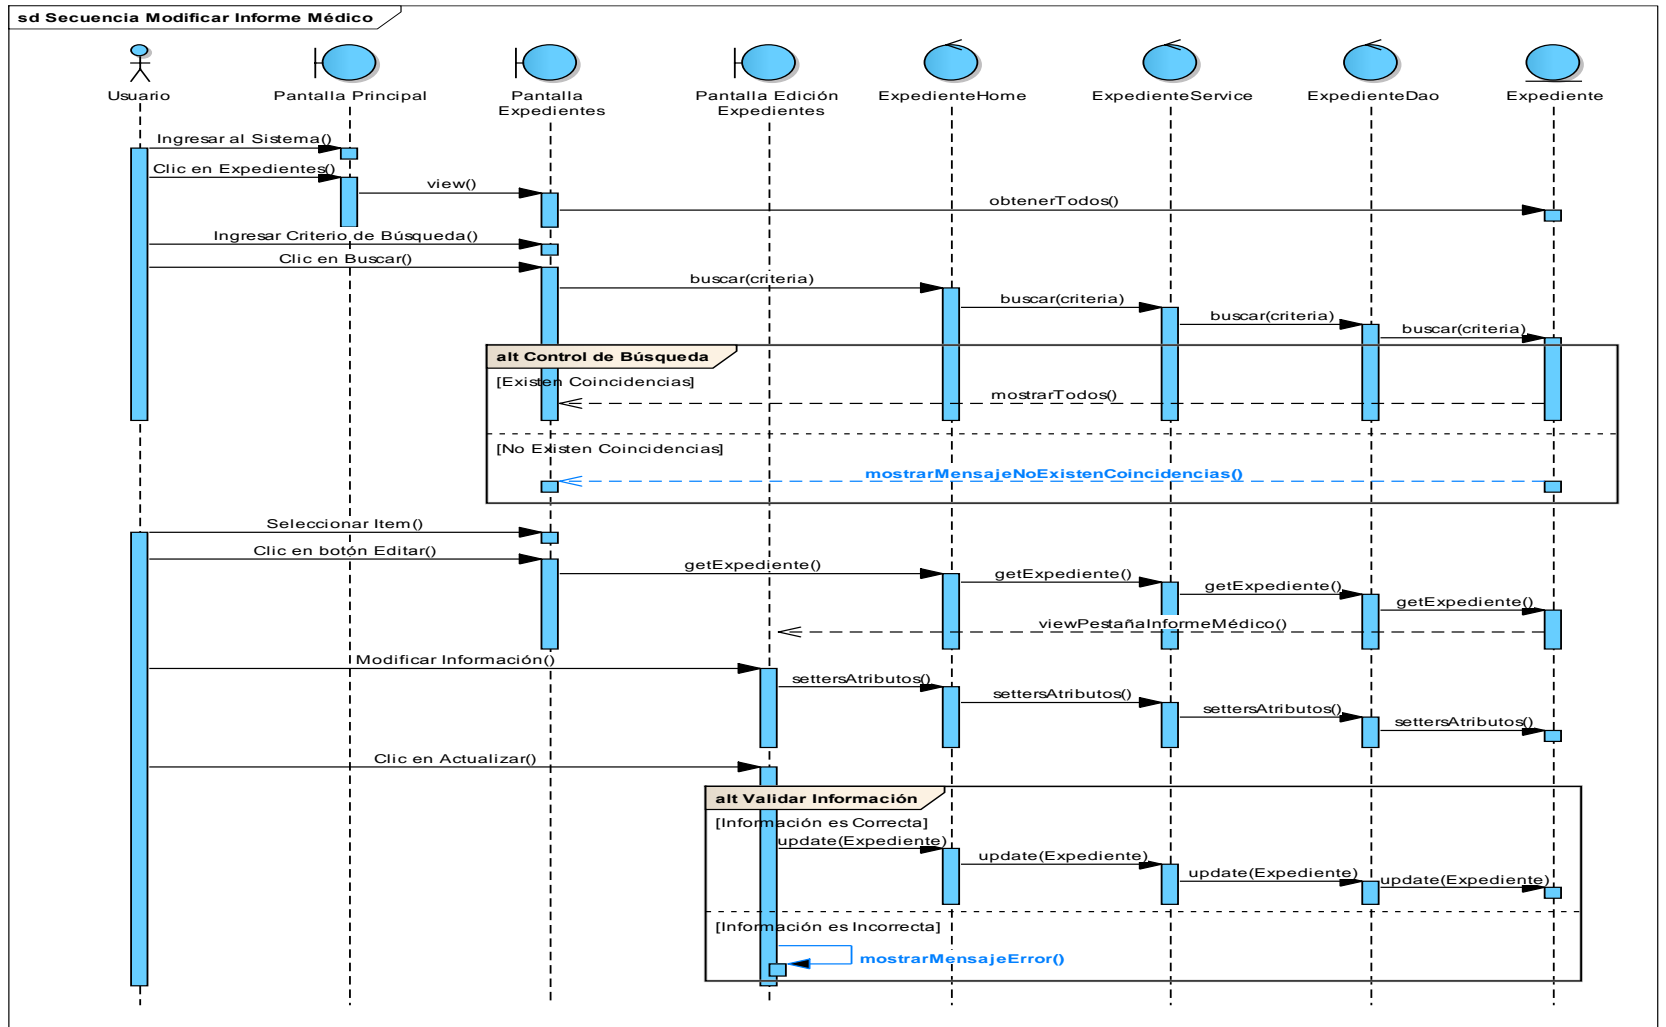 sd Secuencia Modificar Informe Médico
Usuario
Pantalla Principal
Pantalla
Expedientes
Pantalla Edición
Expedientes
ExpedienteHome
ExpedienteService
ExpedienteDao
Expediente
Ingresar al Sistema()
Clic en Expedientes()
view()
obtenerTodos()
Ingresar Criterio de Búsqueda()
Clic en Buscar()
buscar(criteria)
buscar(criteria)
buscar(criteria)
buscar(criteria)
alt Control de Búsqueda
[Existen Coincidencias]
mostrarTodos()
[No Existen Coincidencias]
mostrarMensajeNoExistenCoincidencias()
Seleccionar Item()
Clic en botón Editar()
getExpediente()
getExpediente()
getExpediente()
getExpediente()
viewPestañaInformeMédico()
Modificar Información()
settersAtributos()
settersAtributos()
settersAtributos()
settersAtributos()
Clic en Actualizar()
alt Validar Información
[Información es Correcta]
update(Expediente)
update(Expediente)
update(Expediente)
update(Expediente)
[Información es Incorrecta]
mostrarMensajeError()